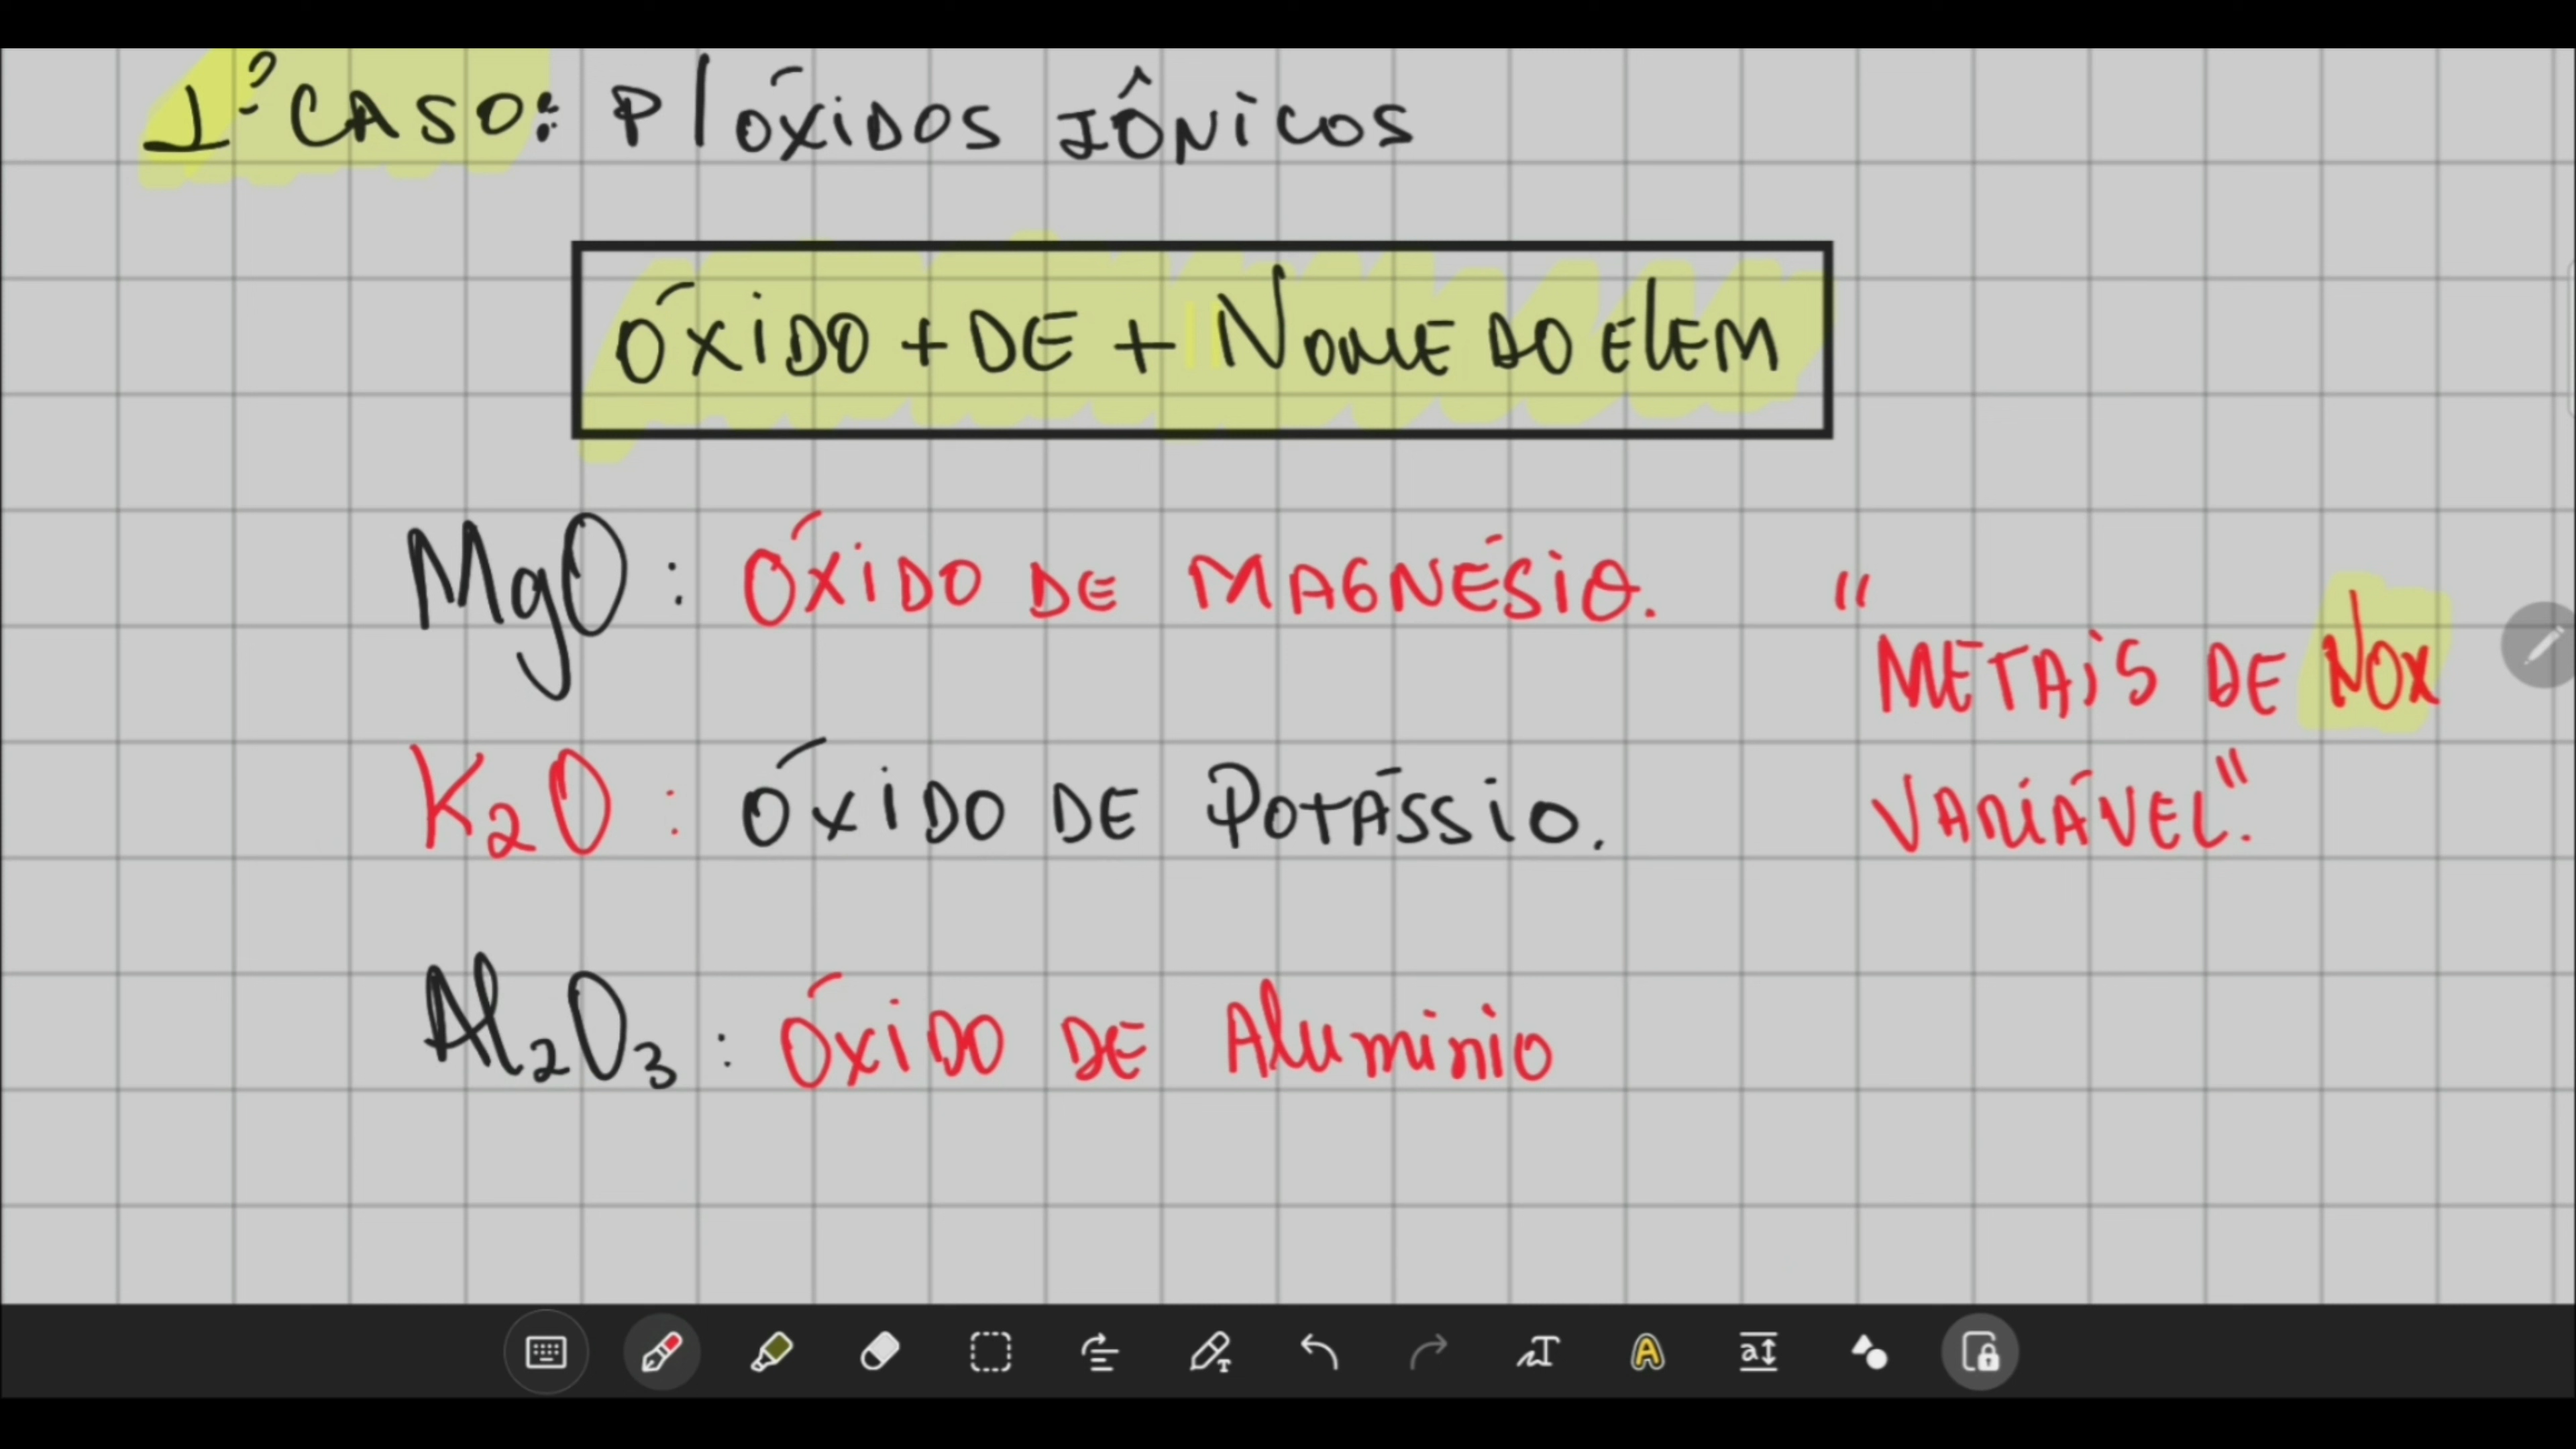 1º CASO: P/ ÓXIDOS IÔNICOS
ÓXIDO + DE + NOME DO ELEM
MgO: ÓXIDO DE MAGNÉSIO.
"METAIS DE NOX
VARIÁVEL".
K2O: ÓXIDO DE POTÁSSIO.
Al2O3: ÓXIDO DE Aluminio